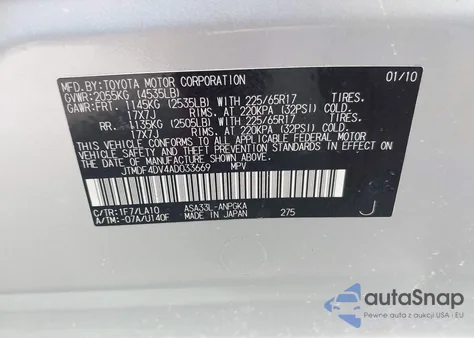 MFD.BY: TOYOTA MOTOR CORPORATION 01/10
GVWR: 2055KG (4535LB)
GAWR:FRT. 1145KG (2535LB) WITH 225/65R17 TIRES.
17X7J RIMS AT 220KPA (32PSI) COLD.
RR. 1135KG (2505LB) WITH 225/65R17 TIRES.
17X7J RIMS AT 220KPA (32PSI) COLD.
THIS VEHICLE CONFORMS TO ALL APPLICABLE FEDERAL MOTOR
VEHICLE SAFETY AND THEFT PREVENTION STANDARDS IN EFFECT
ON THE DATE OF MANUFACTURE SHOWN ABOVE.
JTMDF4DV4AD033669 MPV
C/TR:1F7/LA10 ASA33L-ANPGKA
A/TM:-07A/U140F MADE IN JAPAN 275 J
autoSnap
Pewne auta z aukcji USA i EU